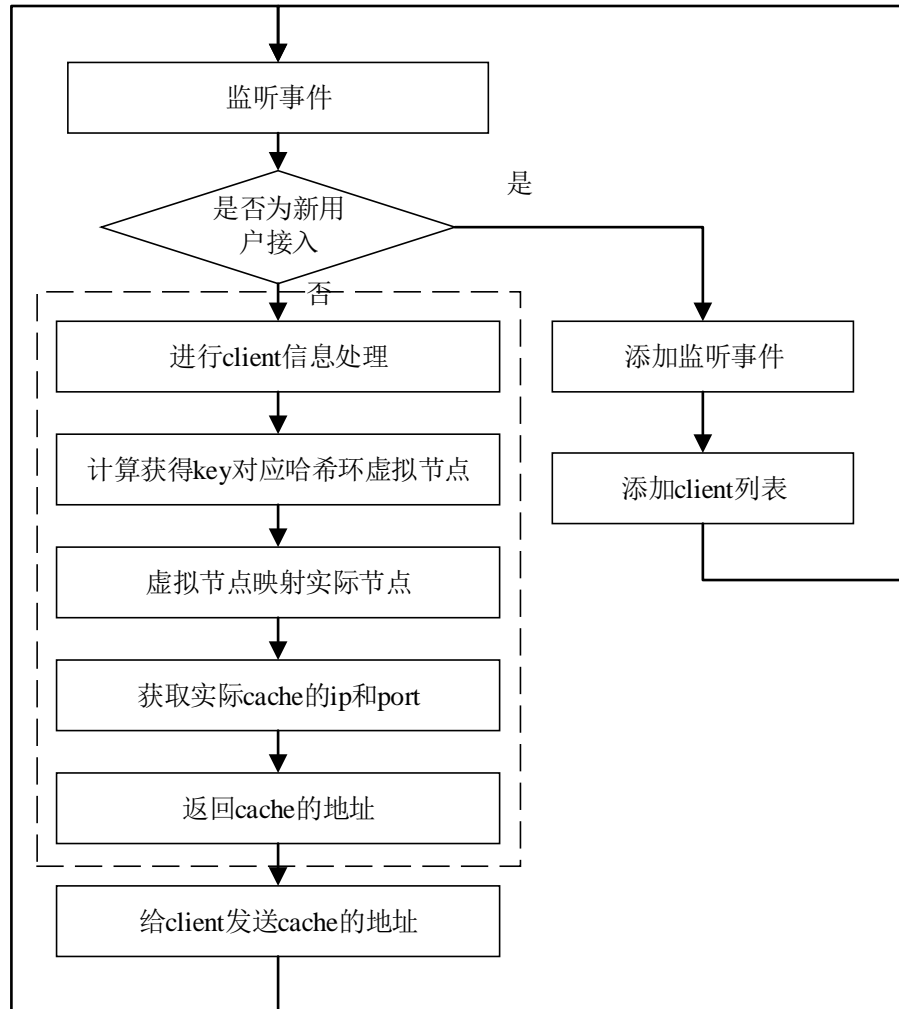 监听事件
是
是否为新用
户接入
否
进行client信息处理
添加监听事件
计算获得key对应哈希环虚拟节点
添加client列表
虚拟节点映射实际节点
获取实际cache的ip和port
返回cache的地址
给client发送cache的地址